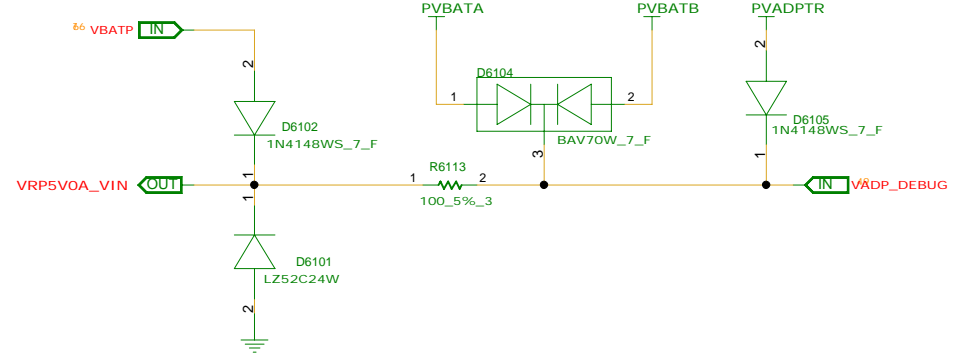 PVBATA
PVBATB
PVADPTR
VBATP
IN
2
2
D6104
1
2
D6102
1N4148WS_7_F
BAV70W_7_F
D6105
1N4148WS_7_F
3
1
1
R6113
VRP5V0A_VIN
OUT
1
2
IN
VADP_DEBUG
100_5%_3
1
D6101
LZ52C24W
2